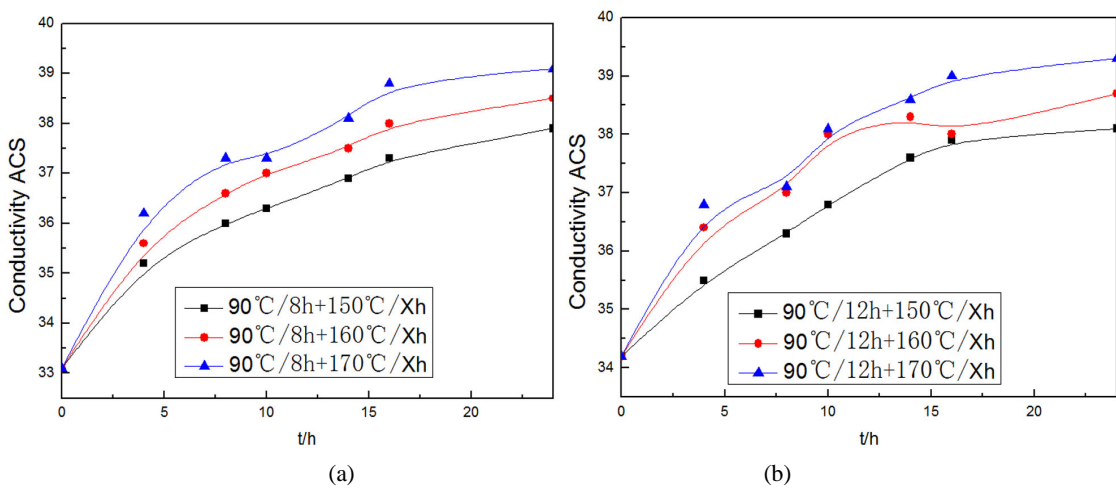 40
39
38
37
36
35
34
33
Conductivity ACS
90℃/8h+150℃/Xh
90℃/8h+160℃/Xh
90℃/8h+170℃/Xh
0 5 10 15 20
t/h
(a)
40
39
38
37
36
35
34
Conductivity ACS
90℃/12h+150℃/Xh
90℃/12h+160℃/Xh
90℃/12h+170℃/Xh
0 5 10 15 20
t/h
(b)